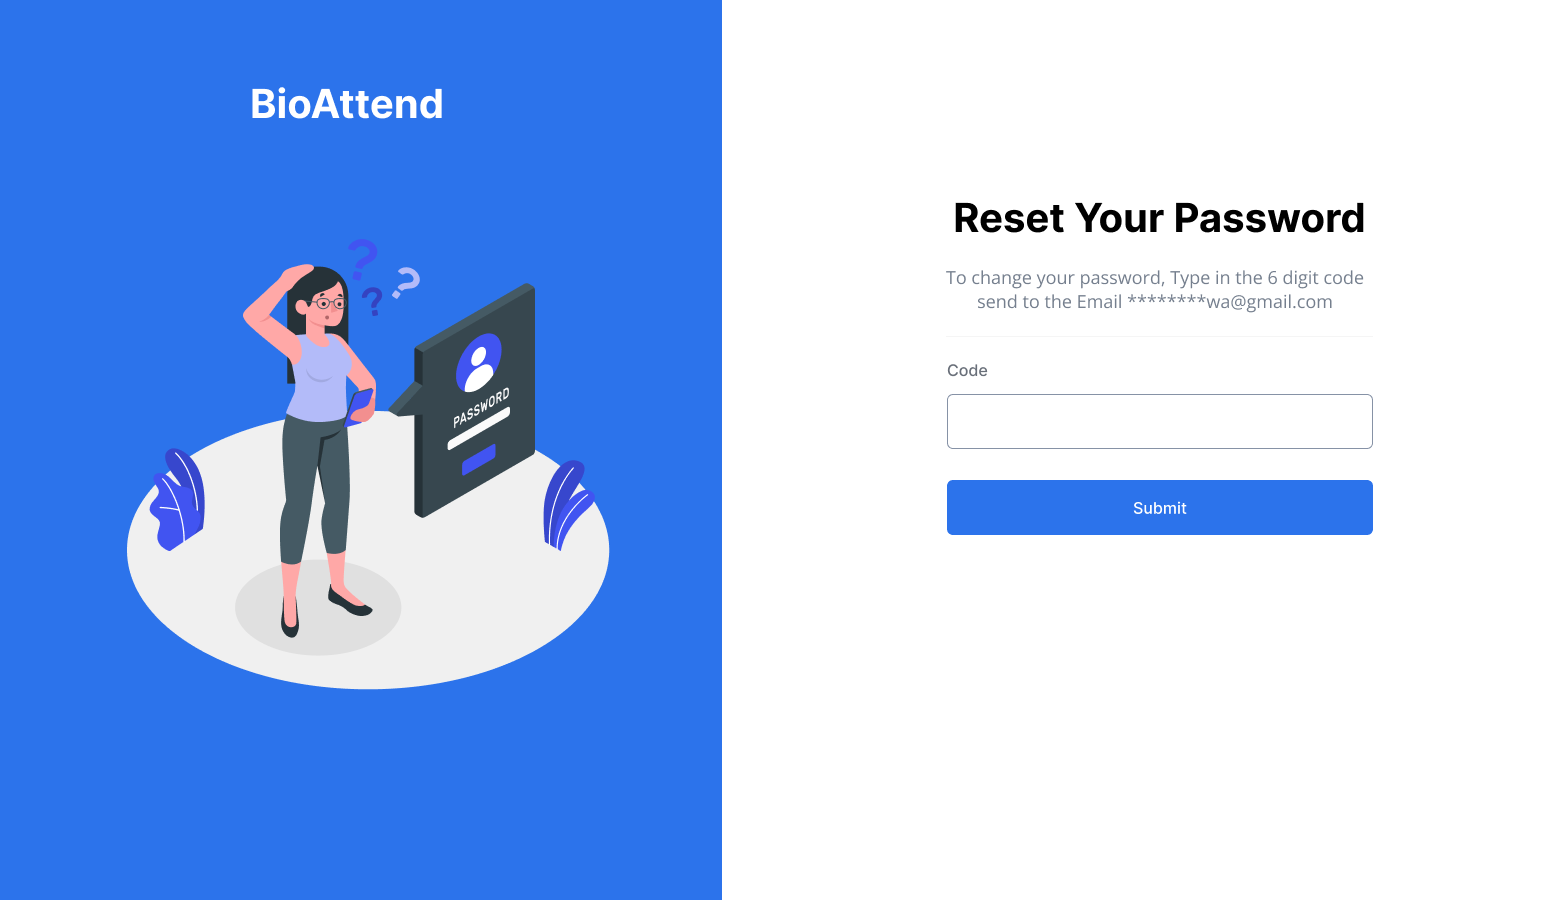 BioAttend
? ? ?
PASSWORD
Reset Your Password
To change your password, Type in the 6 digit code
send to the Email ********wa@gmail.com
Code
Submit